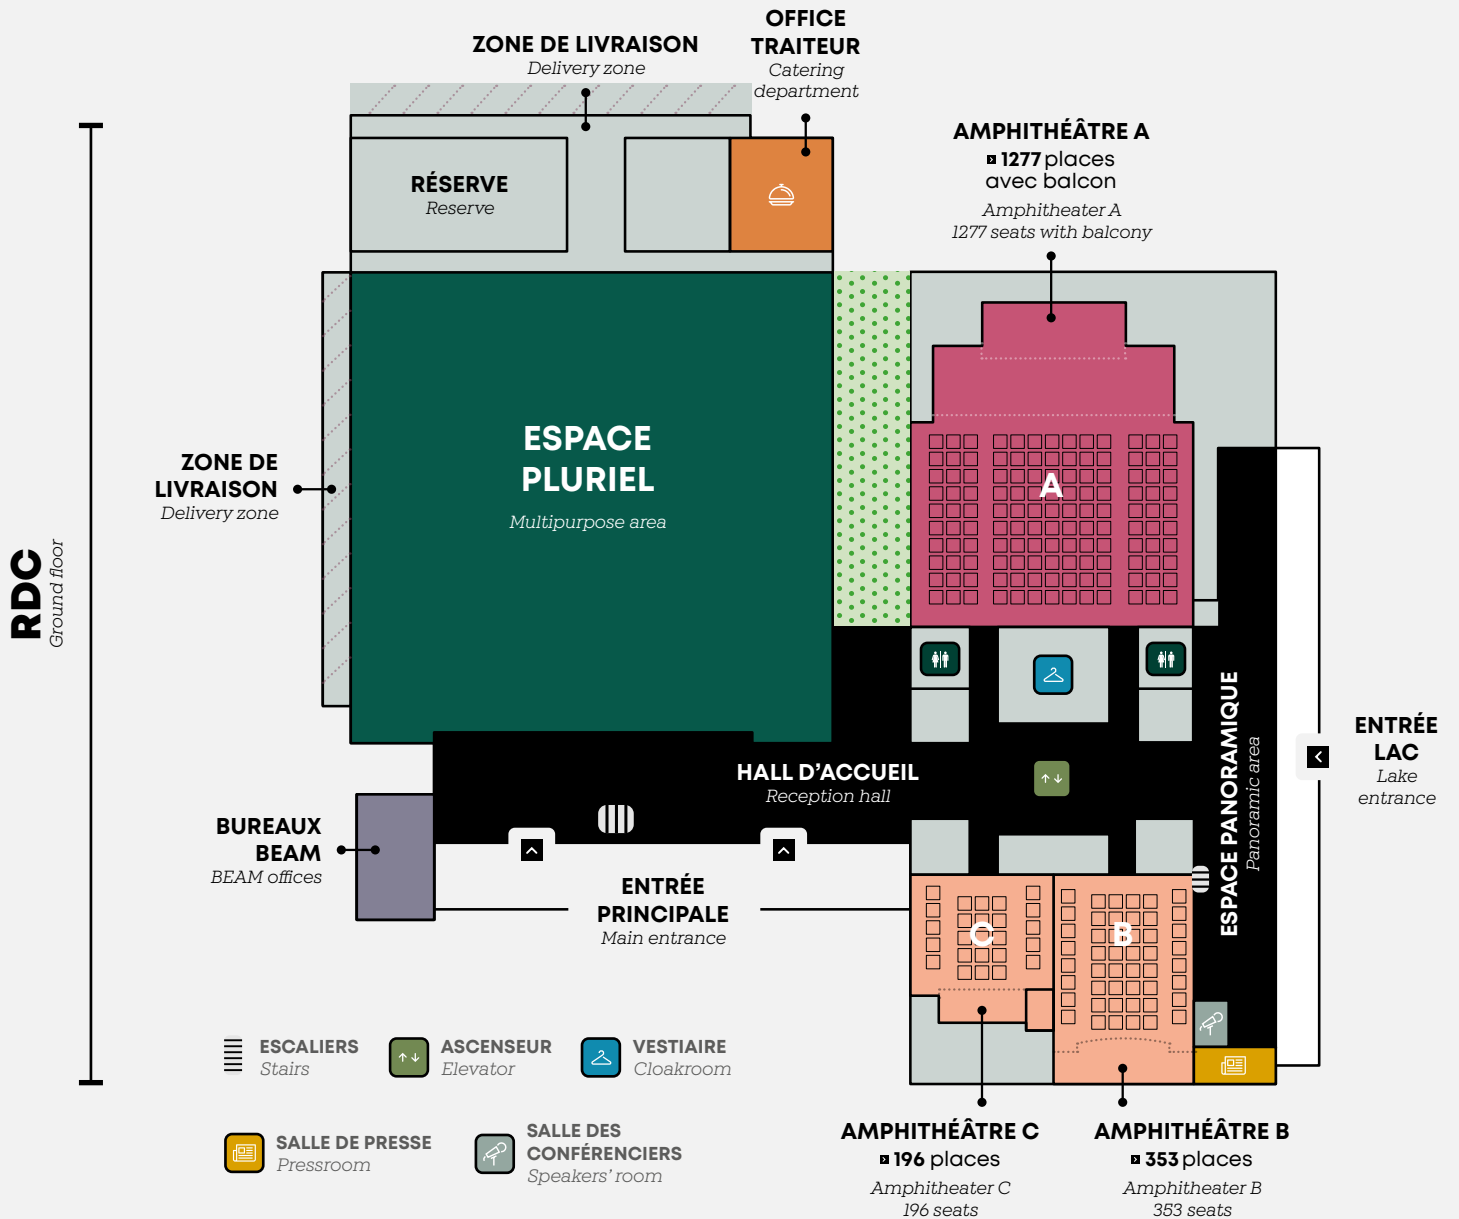 ZONE DE LIVRAISON
Delivery zone
OFFICE
TRAITEUR
Catering
department
AMPHITHÉÂTRE A
1277 places
avec balcon
Amphitheater A
1277 seats with balcony
RÉSERVE
Reserve
ESPACE
PLURIEL
Multipurpose area
A
ZONE DE
LIVRAISON
Delivery zone
RDC
Ground floor
HALL D’ACCUEIL
Reception hall
ESPACE PANORAMIQUE
Panoramic area
ENTRÉE
LAC
Lake
entrance
BUREAUX
BEAM
BEAM offices
ENTRÉE
PRINCIPALE
Main entrance
C
B
ESCALIERS
Stairs
ASCENSEUR
Elevator
VESTIAIRE
Cloakroom
SALLE DE PRESSE
Pressroom
SALLE DES
CONFÉRENCIERS
Speakers’ room
AMPHITHÉÂTRE C
196 places
Amphitheater C
196 seats
AMPHITHÉÂTRE B
353 places
Amphitheater B
353 seats